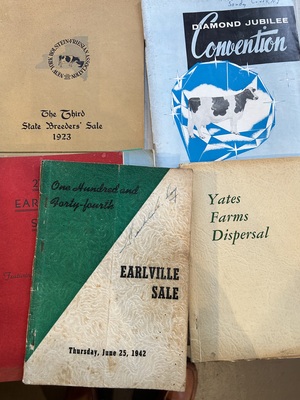 NEW YORK HOLSTEIN-FRIESIAN ASSOCIATION
The Third
State Breeders' Sale
1923
DIAMOND JUBILEE
Convention
2
EARL
S
One Hundred and
Forty-fourth
EARLVILLE
SALE
Thursday, June 25, 1942
Yates
Farms
Dispersal